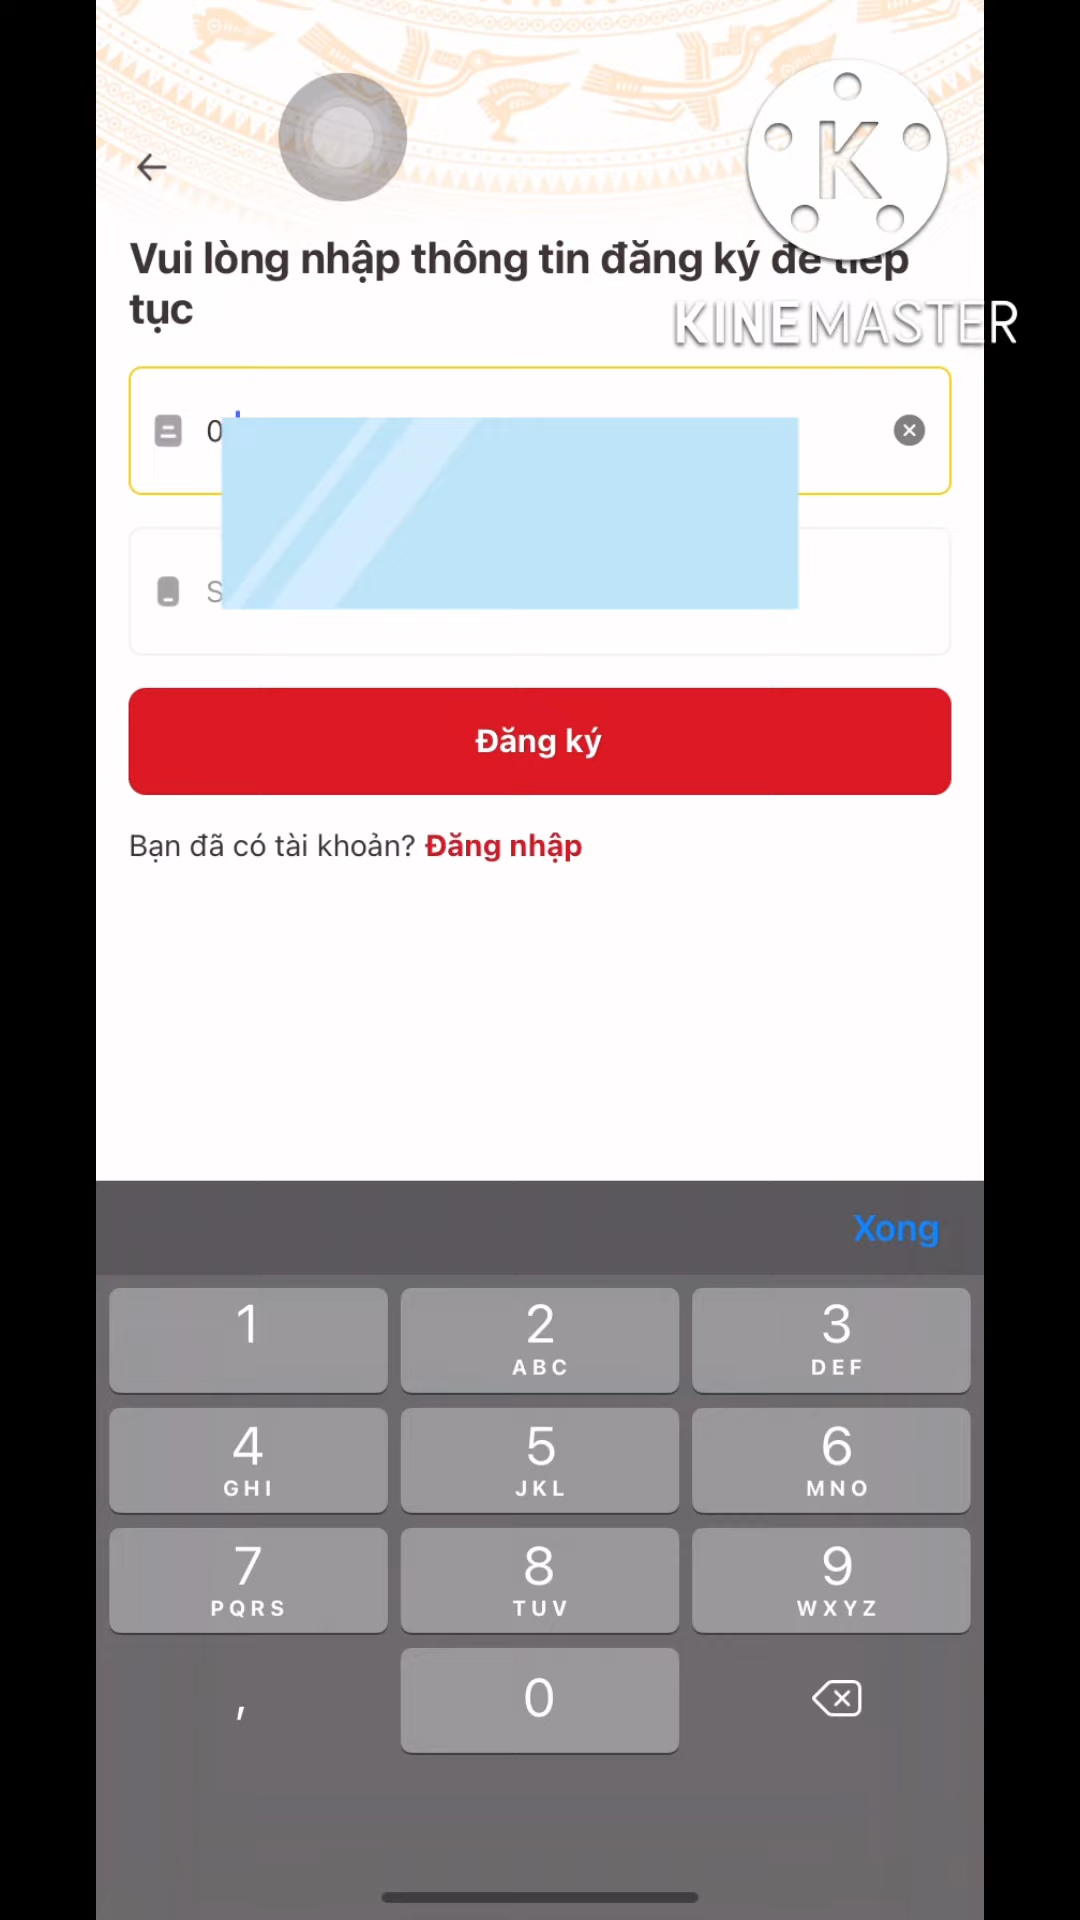 K
Vui lòng nhập thông tin đăng ký để tiếp
tục
KINEMASTER
0
S
Đăng ký
Bạn đã có tài khoản? Đăng nhập
Xong
1
2
ABC
3
DEF
4
GHI
5
JKL
6
MNO
7
PQRS
8
TUV
9
WXYZ
,
0